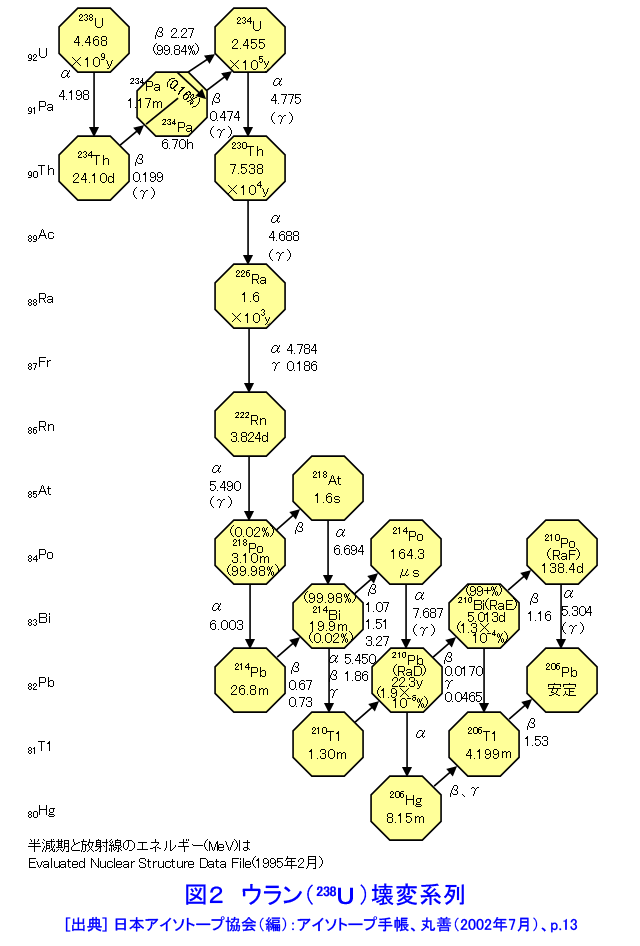 ²³⁸U
4.468
×10⁹y
β 2.27
(99.84%)
²³⁴U
2.455
×10⁵y
₉₂U
α
4.198
²³⁴Pa
1.17m
(0.16%)
²³⁴Pa
6.70h
β
0.474
(γ)
α
4.775
(γ)
₉₁Pa
²³⁴Th
24.10d
β
0.199
(γ)
²³⁰Th
7.538
×10⁴y
₉₀Th
α
4.688
(γ)
₈₉Ac
²²⁶Ra
1.6
×10³y
₈₈Ra
α 4.784
γ 0.186
₈₇Fr
²²²Rn
3.824d
₈₆Rn
α
5.490
(γ)
²¹⁸At
1.6s
₈₅At
(0.02%)
²¹⁸Po
3.10m
(99.98%)
β
α
6.694
²¹⁴Po
164.3
μs
²¹⁰Po
(RaF)
138.4d
₈₄Po
α
6.003
(99.98%)
²¹⁴Bi
19.9m
(0.02%)
β
1.07
1.51
3.27
α
7.687
(γ)
(99+%)
²¹⁰Bi(RaE)
5.013d
(1.3×
10⁻⁴%)
β
1.16
α
5.304
(γ)
₈₃Bi
²¹⁴Pb
26.8m
β
0.67
0.73
α 5.450
β 1.86
γ
²¹⁰Pb
(RaD)
22.3y
(1.9×
10⁻⁶%)
β
0.0170
γ
0.0465
²⁰⁶Pb
安定
₈₂Pb
²¹⁰T1
1.30m
α
²⁰⁶T1
4.199m
β
1.53
₈₁T1
²⁰⁶Hg
8.15m
β、γ
₈₀Hg
半減期と放射線のエネルギー(MeV)は
Evaluated Nuclear Structure Data File(1995年2月)
図2 ウラン(²³⁸U)壊変系列
[出典] 日本アイソトープ協会(編):アイソトープ手帳、丸善(2002年7月)、p.13